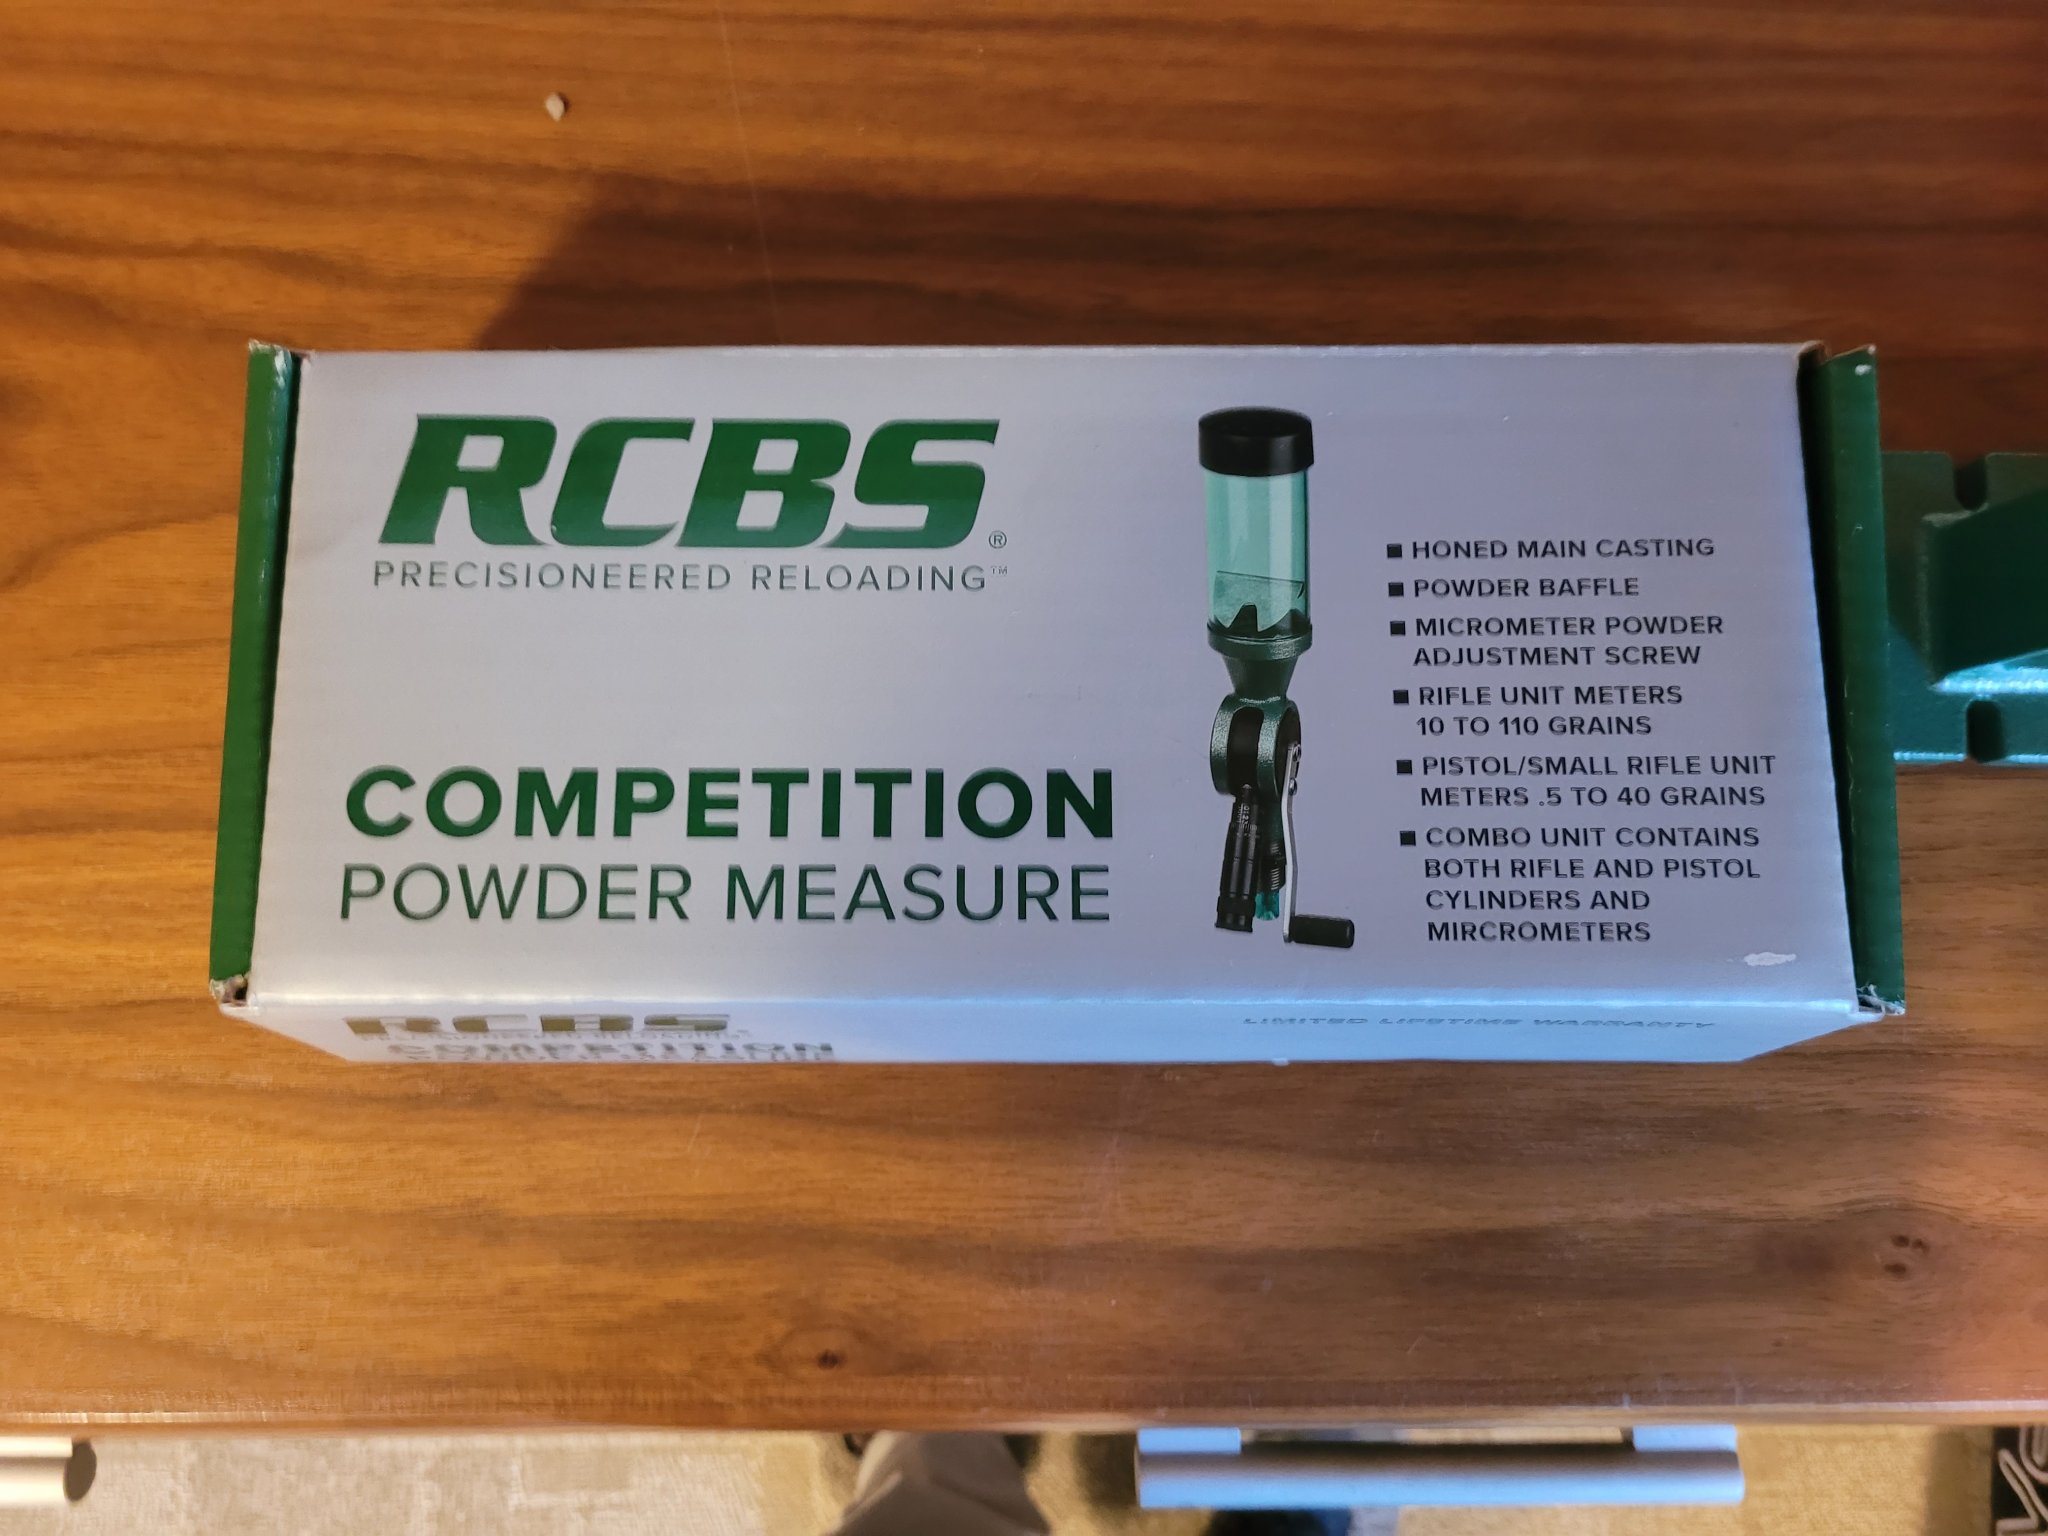 RCBS®
PRECISIONEERED RELOADING™
COMPETITION
POWDER MEASURE
■ HONED MAIN CASTING
■ POWDER BAFFLE
■ MICROMETER POWDER
ADJUSTMENT SCREW
■ RIFLE UNIT METERS
10 TO 110 GRAINS
■ PISTOL/SMALL RIFLE UNIT
METERS .5 TO 40 GRAINS
■ COMBO UNIT CONTAINS
BOTH RIFLE AND PISTOL
CYLINDERS AND
MIRCROMETERS
RCBS
COMPETITION
LIMITED LIFETIME WARRANTY